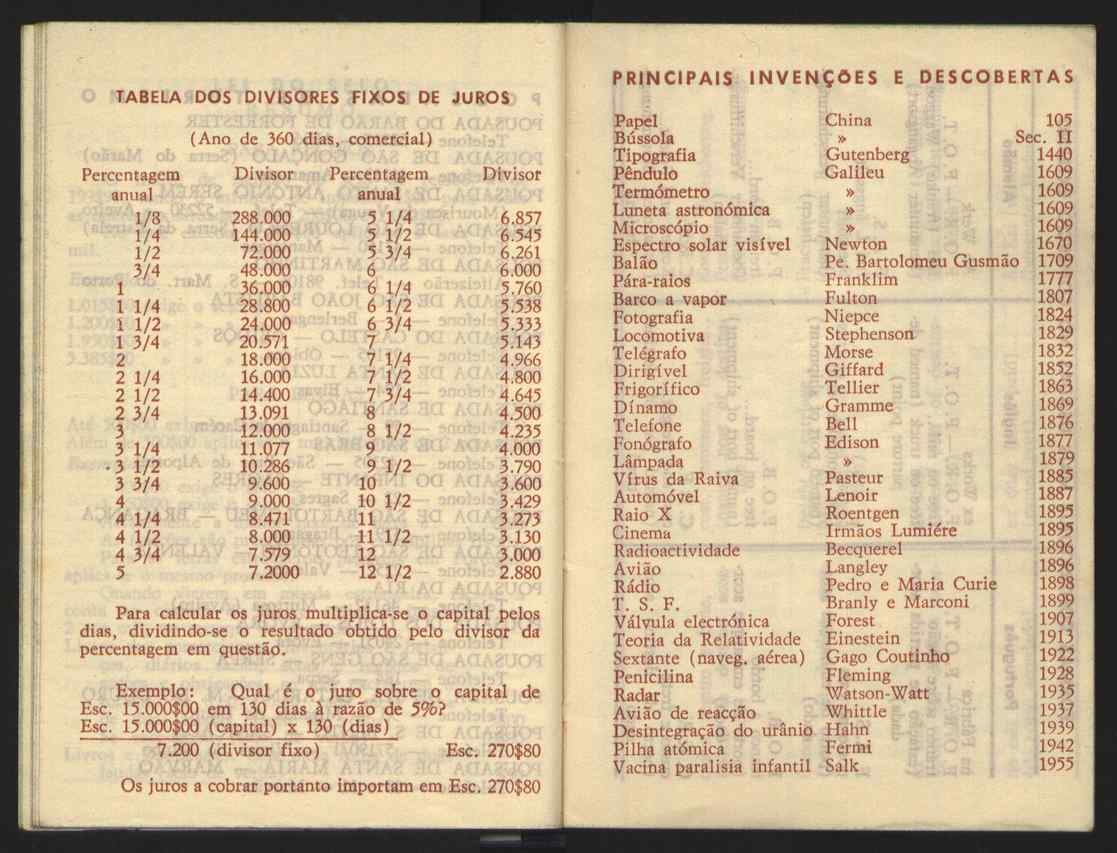 TABELA DOS DIVISORES FIXOS DE JUROS
(Ano de 360 dias, comercial)
Percentagem Divisor Percentagem Divisor
anual anual
1/8 288.000 5 1/4 6.857
1/4 144.000 5 1/2 6.545
1/2 72.000 5 3/4 6.261
3/4 48.000 6 6.000
1 36.000 6 1/4 5.760
1 1/4 28.800 6 1/2 5.538
1 1/2 24.000 6 3/4 5.333
1 3/4 20.571 7 5.143
2 18.000 7 1/4 4.966
2 1/4 16.000 7 1/2 4.800
2 1/2 14.400 7 3/4 4.645
2 3/4 13.091 8 4.500
3 12.000 8 1/2 4.235
3 1/4 11.077 9 4.000
3 1/2 10.286 9 1/2 3.790
3 3/4 9.600 10 3.600
4 9.000 10 1/2 3.429
4 1/4 8.471 11 3.273
4 1/2 8.000 11 1/2 3.130
4 3/4 7.579 12 3.000
5 7.2000 12 1/2 2.880
Para calcular os juros multiplica-se o capital pelos
dias, dividindo-se o resultado obtido pelo divisor da
percentagem em questão.
Exemplo: Qual é o juro sobre o capital de
Esc. 15.000$00 em 130 dias à razão de 5%?
Esc. 15.000$00 (capital) x 130 (dias)
7.200 (divisor fixo) Esc. 270$80
Os juros a cobrar portanto importam em Esc. 270$80
PRINCIPAIS INVENÇÕES E DESCOBERTAS
Papel China 105
Bússola » Sec. II
Tipografia Gutenberg 1440
Pêndulo Galileu 1609
Termómetro » 1609
Luneta astronómica » 1609
Microscópio » 1609
Espectro solar visível Newton 1670
Balão Pe. Bartolomeu Gusmão 1709
Pára-raios Franklim 1777
Barco a vapor Fulton 1807
Fotografia Niepce 1824
Locomotiva Stephenson 1829
Telégrafo Morse 1832
Dirigível Giffard 1852
Frigorífico Tellier 1863
Dínamo Gramme 1869
Telefone Bell 1876
Fonógrafo Edison 1877
Lâmpada » 1879
Vírus da Raiva Pasteur 1885
Automóvel Lenoir 1887
Raio X Roentgen 1895
Cinema Irmãos Lumiére 1895
Radioactividade Becquerel 1896
Avião Langley 1896
Rádio Pedro e Maria Curie 1898
T. S. F. Branly e Marconi 1899
Válvula electrónica Forest 1907
Teoria da Relatividade Einestein 1913
Sextante (naveg. aérea) Gago Coutinho 1922
Penicilina Fleming 1928
Radar Watson-Watt 1935
Avião de reacção Whittle 1937
Desintegração do urânio Hahn 1939
Pilha atómica Fermi 1942
Vacina paralisia infantil Salk 1955